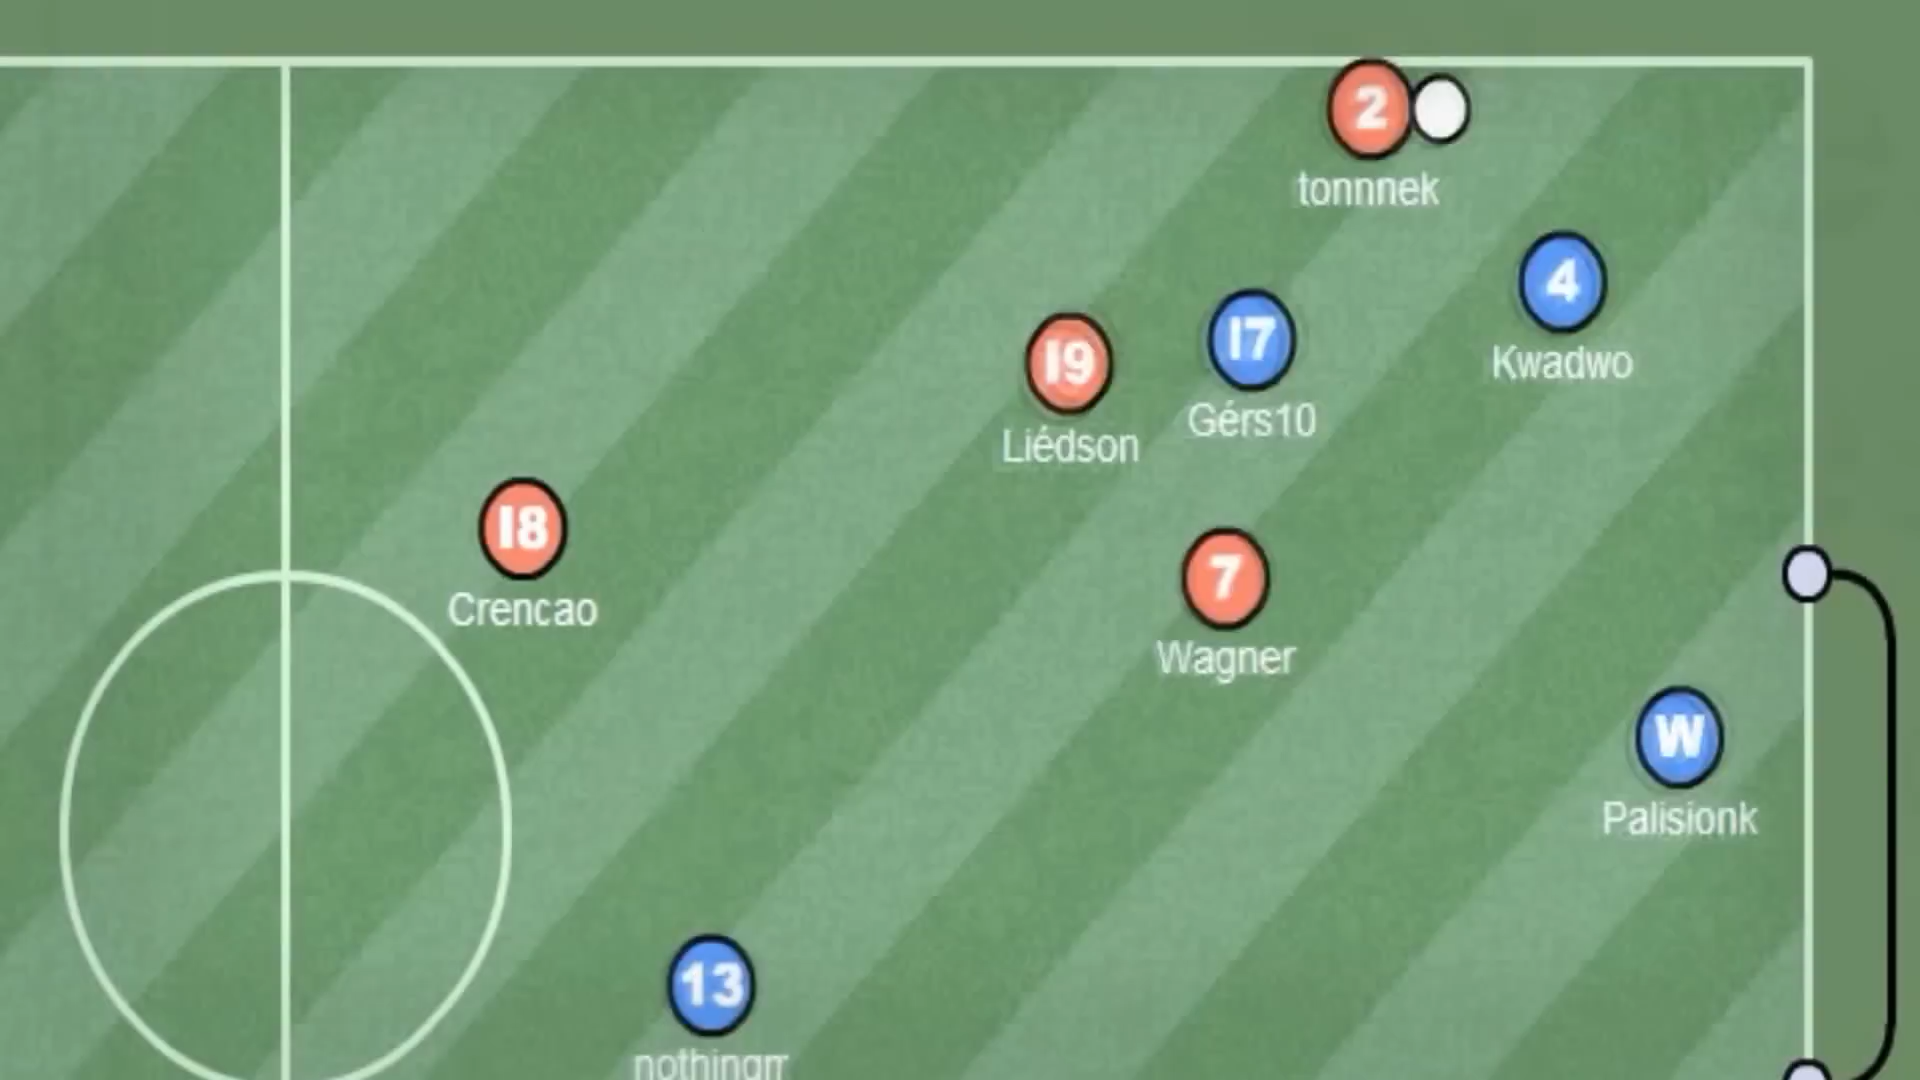 2
tonnnek
4
Kwadwo
17
Gérs10
19
Liédson
18
Crencao
7
Wagner
W
Palisionk
13